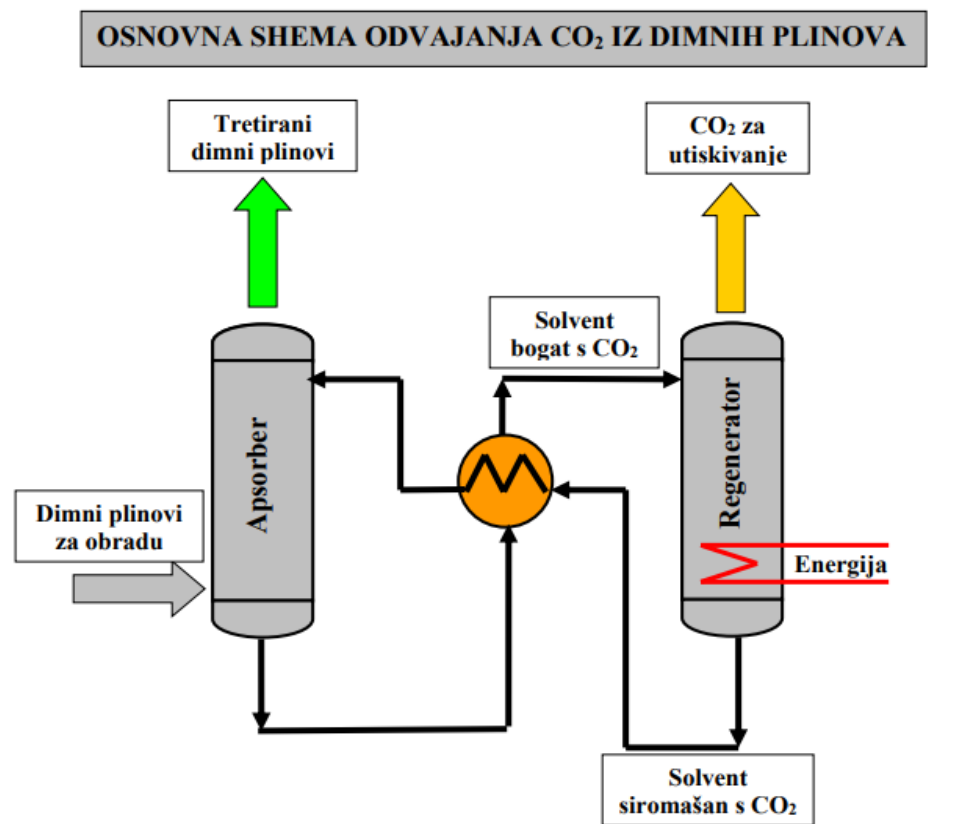 OSNOVNA SHEMA ODVAJANJA CO₂ IZ DIMNIH PLINOVA
Tretirani
dimni plinovi
CO₂ za
utiskivanje
Solvent
bogat s CO₂
Apsorber
Regenerator
Dimni plinovi
za obradu
Energija
Solvent
siromašan s CO₂